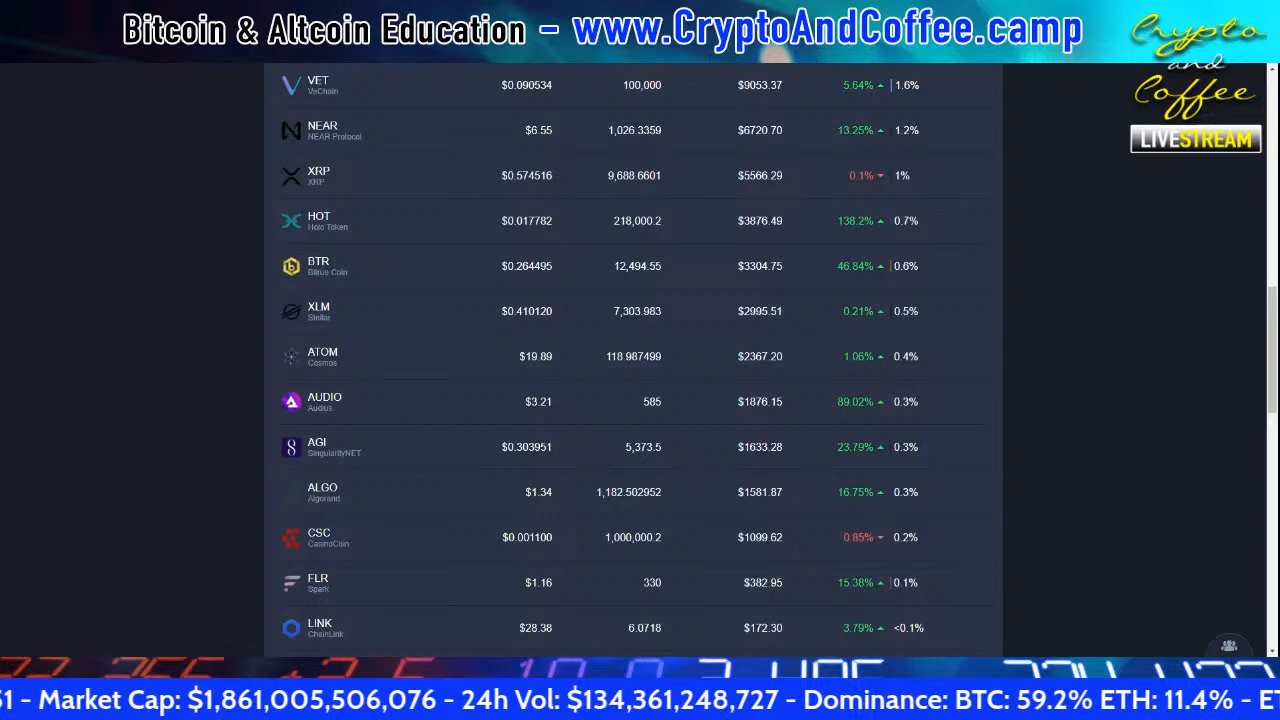 Bitcoin & Altcoin Education – www.CryptoAndCoffee.camp
Crypto
and
Coffee
LIVESTREAM
VET $0.090534 100,000 $9053.37 5.64% 1.6%
VeChain
NEAR $6.55 1,026.3359 $6720.70 13.25% 1.2%
NEAR Protocol
XRP $0.574516 9,688.6601 $5566.29 0.1% 1%
XRP
HOT $0.017782 218,000.2 $3876.49 138.2% 0.7%
Holo Token
BTR $0.264495 12,494.55 $3304.75 46.84% 0.6%
Bitrue Coin
XLM $0.410120 7,303.983 $2995.51 0.21% 0.5%
Stellar
ATOM $19.89 118.987499 $2367.20 1.06% 0.4%
Cosmos
AUDIO $3.21 585 $1876.15 89.02% 0.3%
Audius
AGI $0.303951 5,373.5 $1633.28 23.79% 0.3%
SingularityNET
ALGO $1.34 1,182.502952 $1581.87 16.75% 0.3%
Algorand
CSC $0.001100 1,000,000.2 $1099.62 0.85% 0.2%
CasinoCoin
FLR $1.16 330 $382.95 15.38% 0.1%
Spark
LINK $28.38 6.0718 $172.30 3.79% <0.1%
ChainLink
51 - Market Cap: $1,861,005,506,076 - 24h Vol: $134,361,248,727 - Dominance: BTC: 59.2% ETH: 11.4% - ET